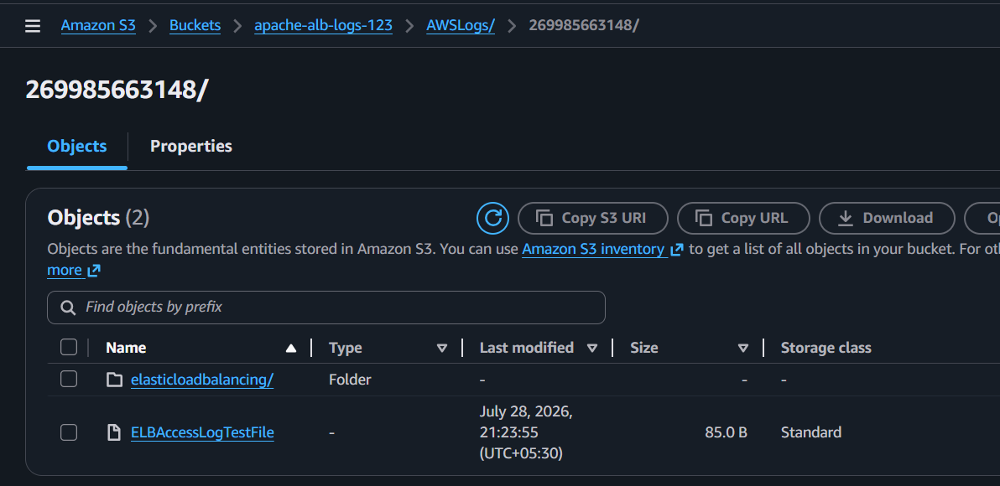 Amazon S3 > Buckets > apache-alb-logs-123 > AWSLogs/ > 269985663148/
269985663148/
Objects Properties
Objects (2) Copy S3 URI Copy URL Download
Objects are the fundamental entities stored in Amazon S3. You can use Amazon S3 inventory to get a list of all objects in your bucket. For
more
Find objects by prefix
Name Type Last modified Size Storage class
elasticloadbalancing/ Folder - - -
ELBAccessLogTestFile - July 28, 2026,
21:23:55
(UTC+05:30) 85.0 B Standard